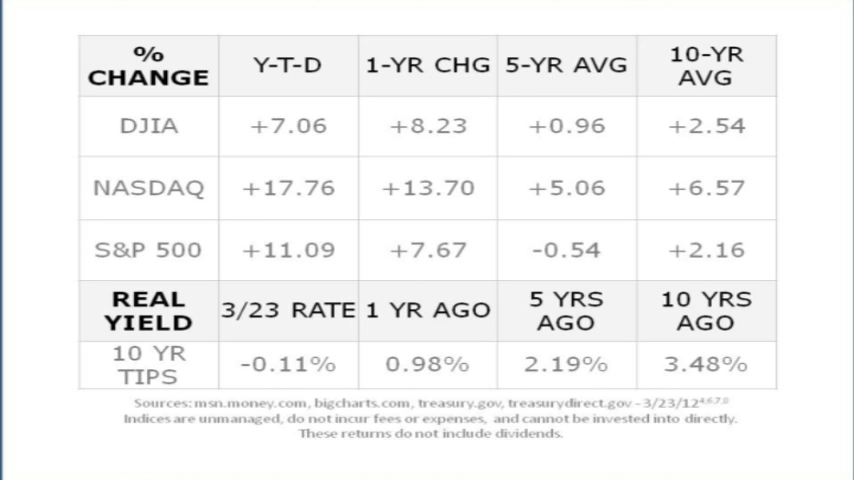 % CHANGE Y-T-D 1-YR CHG 5-YR AVG 10-YR AVG
DJIA +7.06 +8.23 +0.96 +2.54
NASDAQ +17.76 +13.70 +5.06 +6.57
S&P 500 +11.09 +7.67 -0.54 +2.16
REAL YIELD 3/23 RATE 1 YR AGO 5 YRS AGO 10 YRS AGO
10 YR TIPS -0.11% 0.98% 2.19% 3.48%
Sources: msn.money.com, bigcharts.com, treasury.gov, treasurydirect.gov - 3/23/12
Indices are unmanaged, do not incur fees or expenses, and cannot be invested into directly.
These returns do not include dividends.